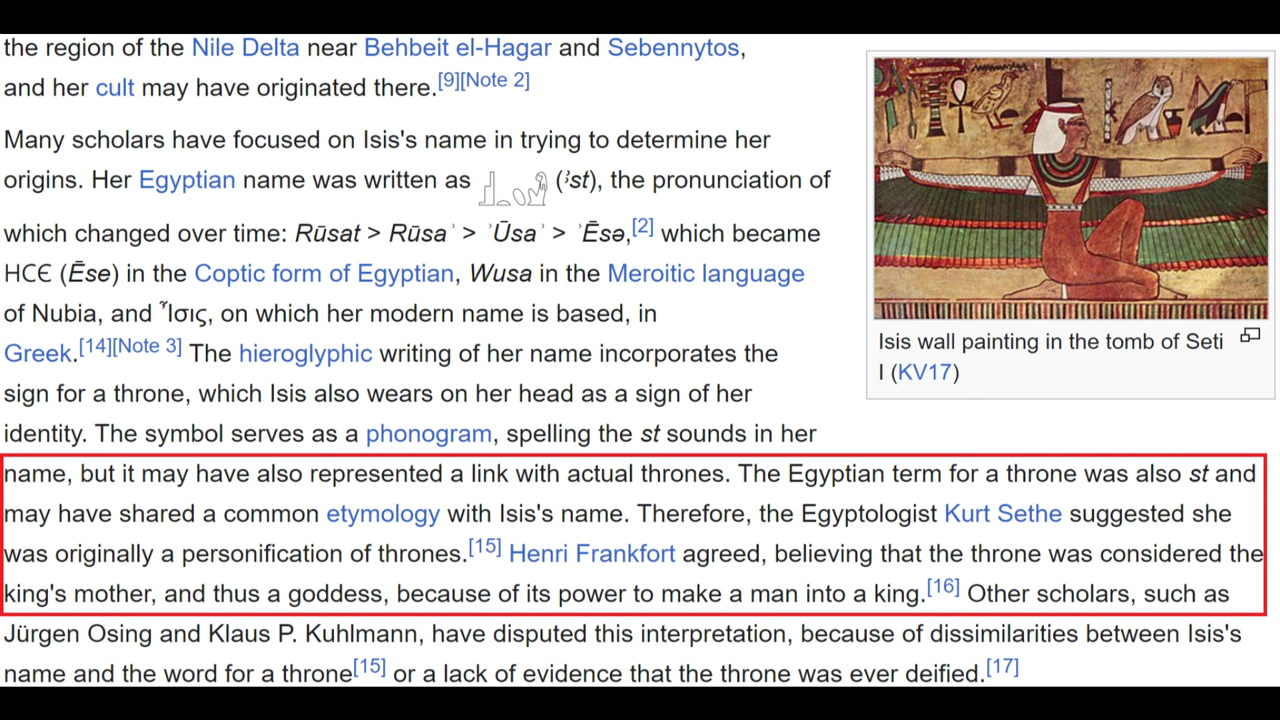 the region of the Nile Delta near Behbeit el-Hagar and Sebennytos,
and her cult may have originated there.[9][Note 2]
Many scholars have focused on Isis's name in trying to determine her
origins. Her Egyptian name was written as (ꜣst), the pronunciation of
which changed over time: Rūsat > Rūsaʾ > ʾŪsaʾ > ʾĒsə,[2] which became
ⲎⲤⲈ (Ēse) in the Coptic form of Egyptian, Wusa in the Meroitic language
of Nubia, and Ἶσις, on which her modern name is based, in
Greek.[14][Note 3] The hieroglyphic writing of her name incorporates the
sign for a throne, which Isis also wears on her head as a sign of her
identity. The symbol serves as a phonogram, spelling the st sounds in her
name, but it may have also represented a link with actual thrones. The Egyptian term for a throne was also st and
may have shared a common etymology with Isis's name. Therefore, the Egyptologist Kurt Sethe suggested she
was originally a personification of thrones.[15] Henri Frankfort agreed, believing that the throne was considered the
king's mother, and thus a goddess, because of its power to make a man into a king.[16] Other scholars, such as
Jürgen Osing and Klaus P. Kuhlmann, have disputed this interpretation, because of dissimilarities between Isis's
name and the word for a throne[15] or a lack of evidence that the throne was ever deified.[17]
Isis wall painting in the tomb of Seti
I (KV17)